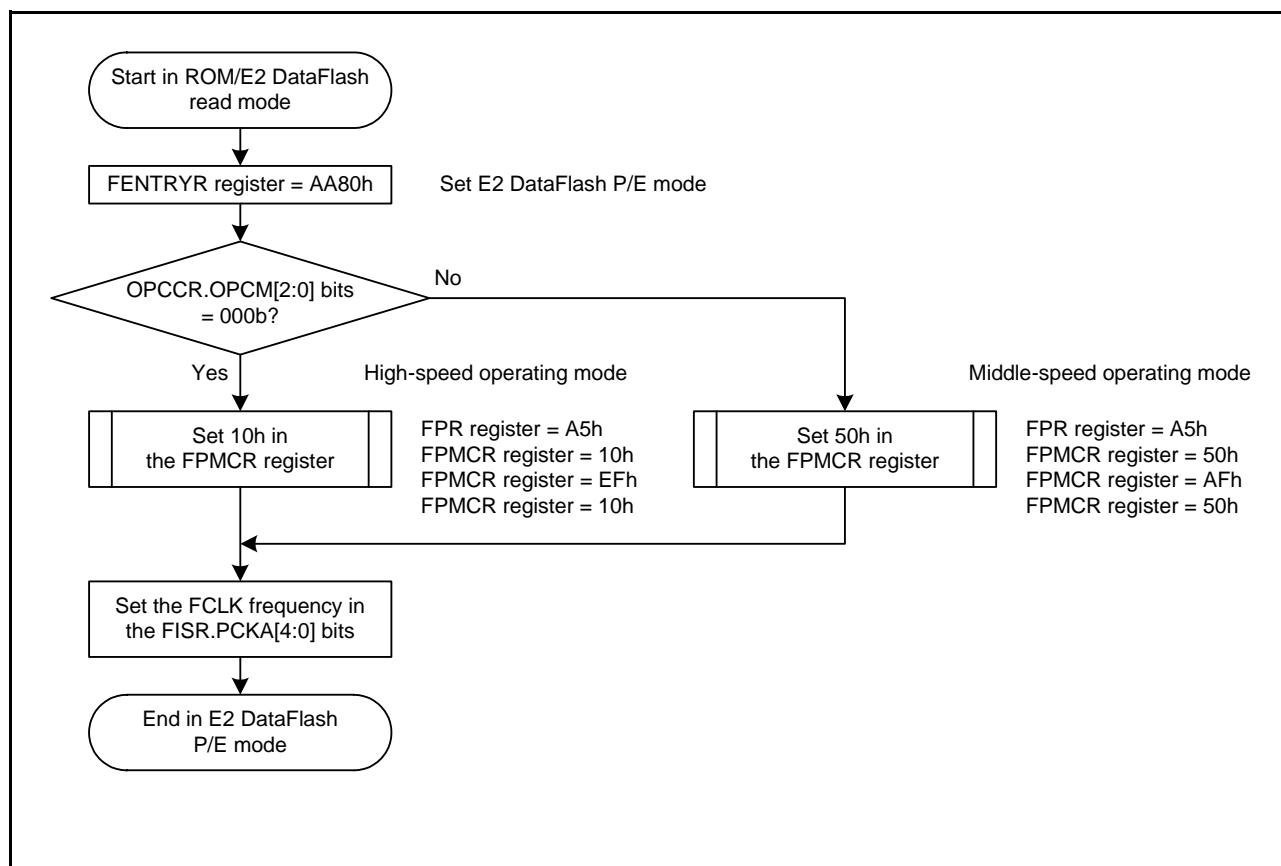 Start in ROM/E2 DataFlash
read mode
FENTRYR register = AA80h
Set E2 DataFlash P/E mode
OPCCR.OPCM[2:0] bits
= 000b?
No
Yes
High-speed operating mode
Middle-speed operating mode
Set 10h in
the FPMCR register
FPR register = A5h
FPMCR register = 10h
FPMCR register = EFh
FPMCR register = 10h
Set 50h in
the FPMCR register
FPR register = A5h
FPMCR register = 50h
FPMCR register = AFh
FPMCR register = 50h
Set the FCLK frequency in
the FISR.PCKA[4:0] bits
End in E2 DataFlash
P/E mode